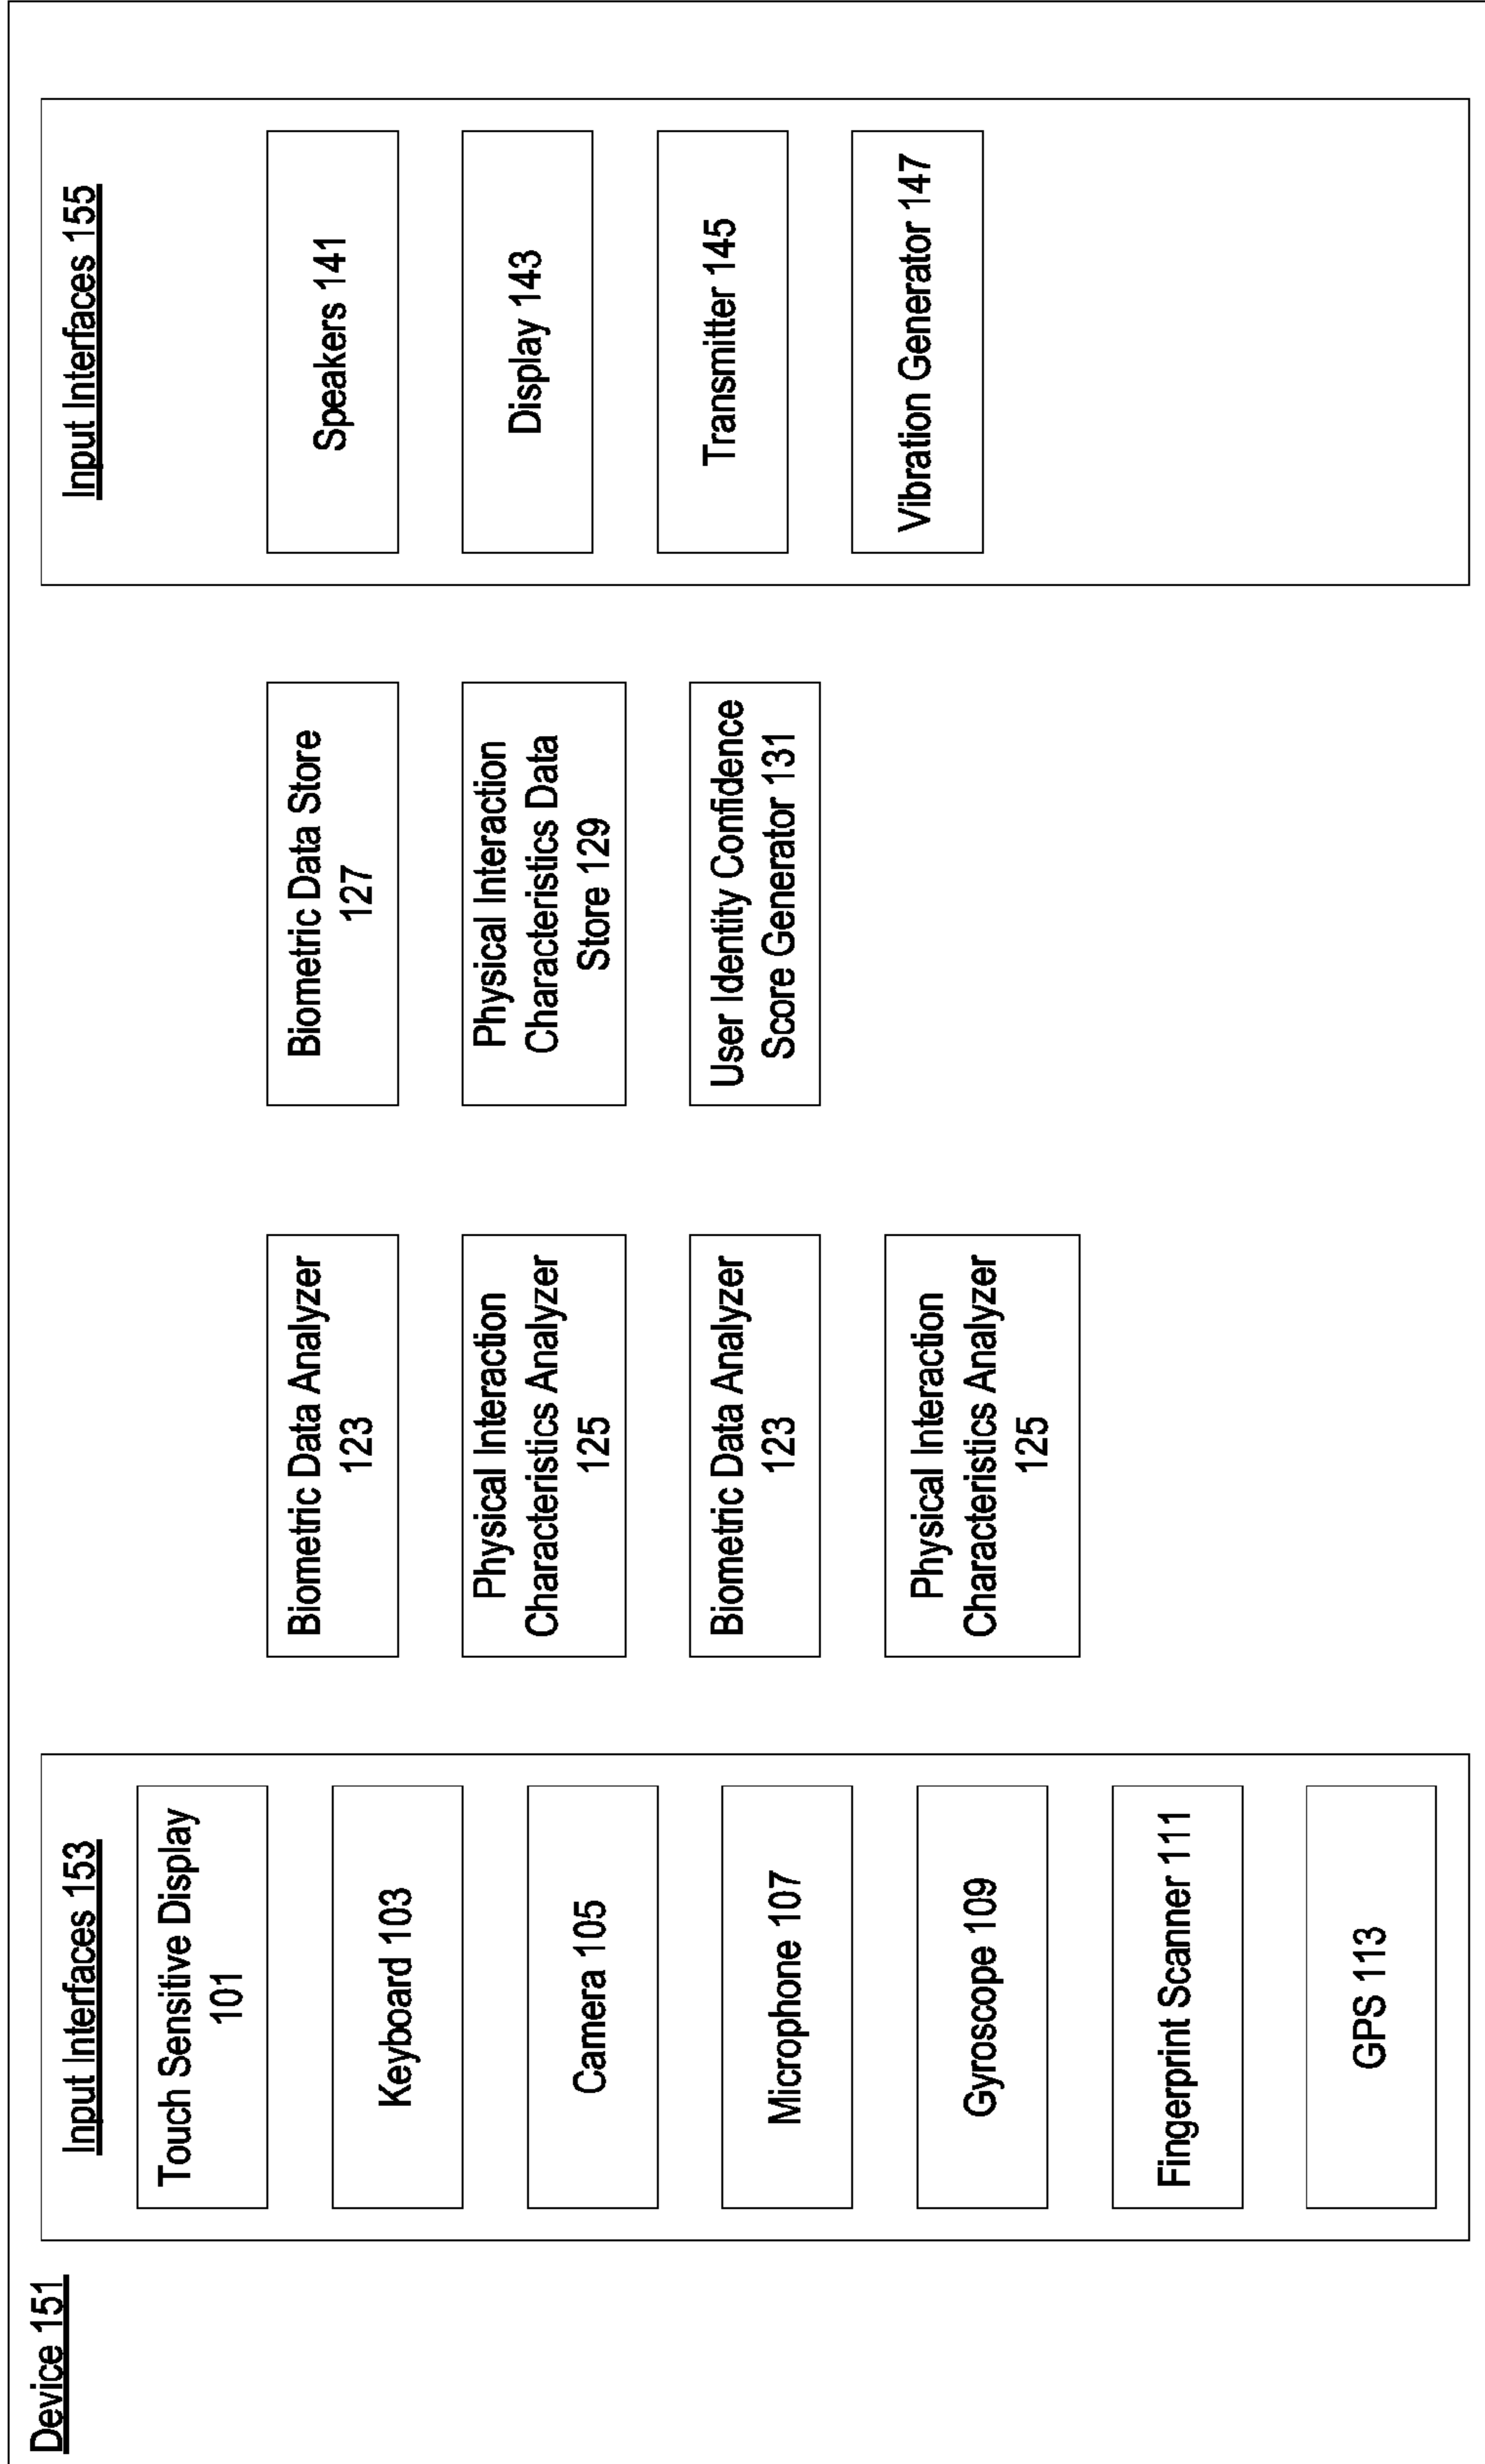 Device 151
Input Interfaces 153
Touch Sensitive Display
101
Keyboard 103
Camera 105
Microphone 107
Gyroscope 109
Fingerprint Scanner 111
GPS 113
Biometric Data Analyzer
123
Physical Interaction
Characteristics Analyzer
125
Biometric Data Analyzer
123
Physical Interaction
Characteristics Analyzer
125
Biometric Data Store
127
Physical Interaction
Characteristics Data
Store 129
User Identity Confidence
Score Generator 131
Input Interfaces 155
Speakers 141
Display 143
Transmitter 145
Vibration Generator 147